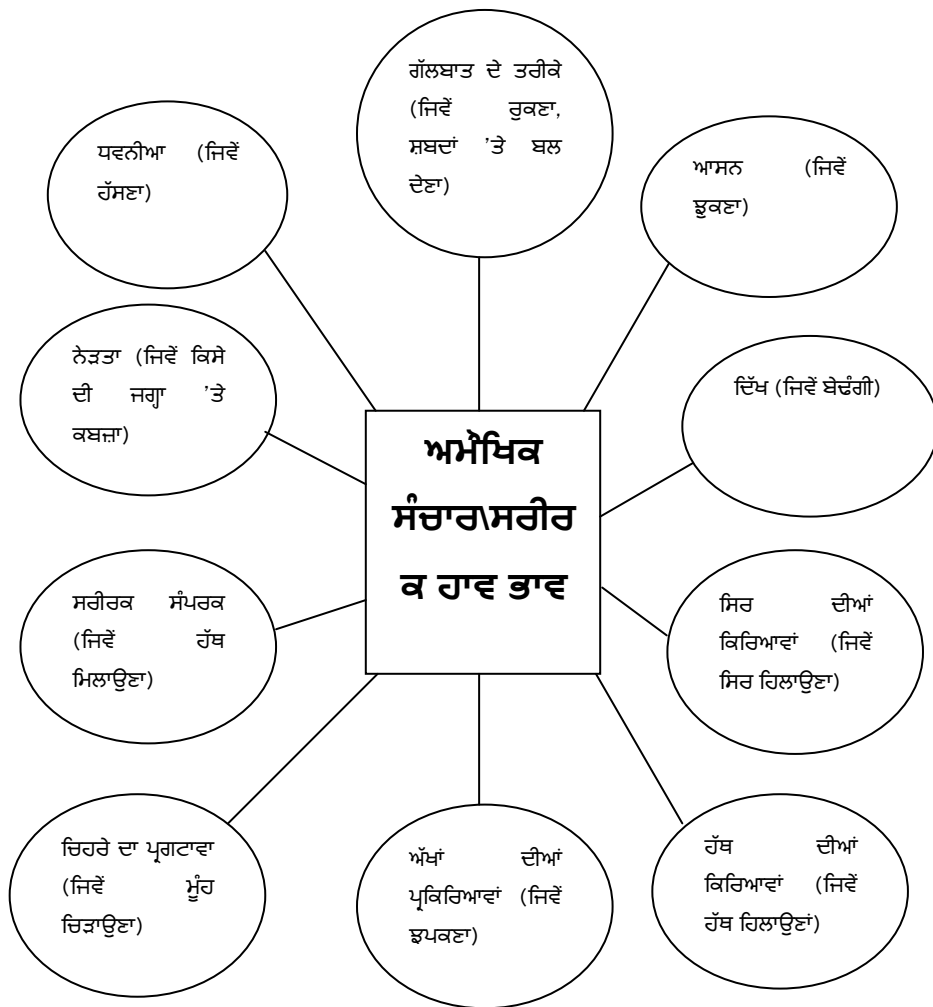 ਗੱਲਬਾਤ ਦੇ ਤਰੀਕੇ
(ਜਿਵੇਂ ਰੁਕਣਾ,
ਸ਼ਬਦਾਂ ’ਤੇ ਬਲ
ਦੇਣਾ)
ਧਵਨੀਆ (ਜਿਵੇਂ
ਹੱਸਣਾ)
ਆਸਨ (ਜਿਵੇਂ
ਝੁਕਣਾ)
ਨੇੜਤਾ (ਜਿਵੇਂ ਕਿਸੇ
ਦੀ ਜਗ੍ਹਾ ’ਤੇ
ਕਬਜ਼ਾ)
ਦਿੱਖ (ਜਿਵੇਂ ਬੇਢੰਗੀ)
ਅਮੌਖਿਕ
ਸੰਚਾਰ\ਸਰੀਰ
ਕ ਹਾਵ ਭਾਵ
ਸਰੀਰਕ ਸੰਪਰਕ
(ਜਿਵੇਂ ਹੱਥ
ਮਿਲਾਉਣਾ)
ਸਿਰ ਦੀਆਂ
ਕਿਰਿਆਵਾਂ (ਜਿਵੇਂ
ਸਿਰ ਹਿਲਾਉਣਾ)
ਚਿਹਰੇ ਦਾ ਪ੍ਰਗਟਾਵਾ
(ਜਿਵੇਂ ਮੂੰਹ
ਚਿੜਾਉਣਾ)
ਅੱਖਾਂ ਦੀਆਂ
ਪ੍ਰਕਿਰਿਆਵਾਂ (ਜਿਵੇਂ
ਝਪਕਣਾ)
ਹੱਥ ਦੀਆਂ
ਕਿਰਿਆਵਾਂ (ਜਿਵੇਂ
ਹੱਥ ਹਿਲਾਉਣਾਂ)